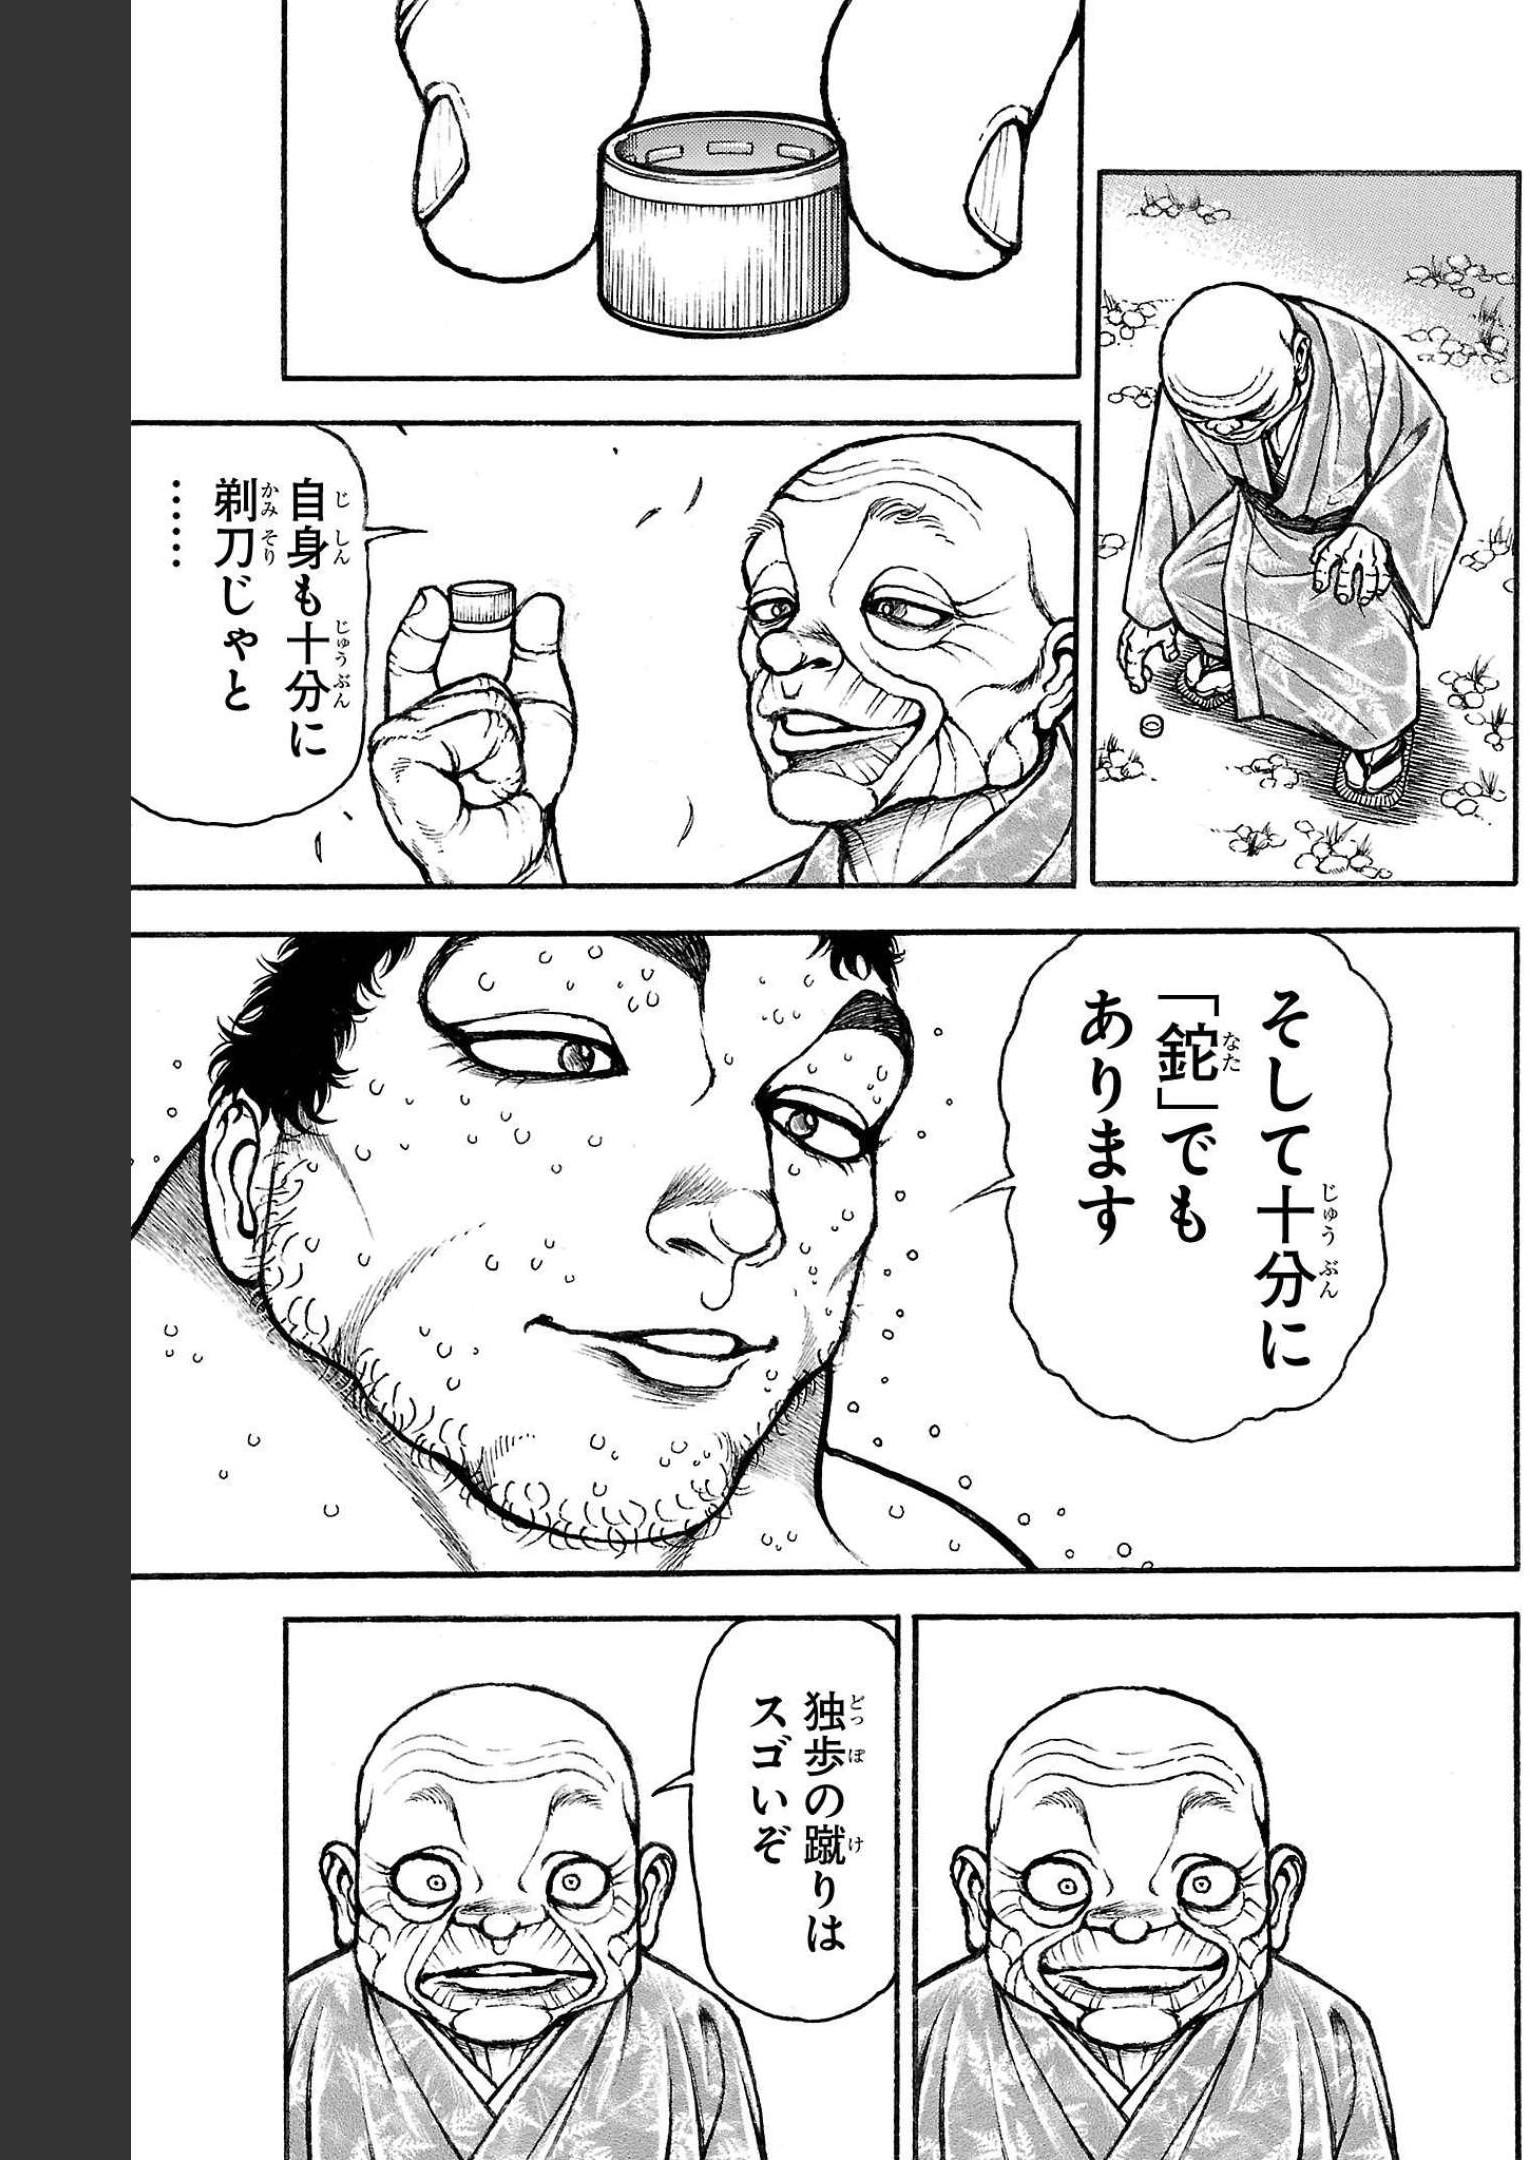 自身も十分に
剃刀じゃと
……
そして十分に
「鉈」でも
あります
独歩の蹴りは
スゴいぞ